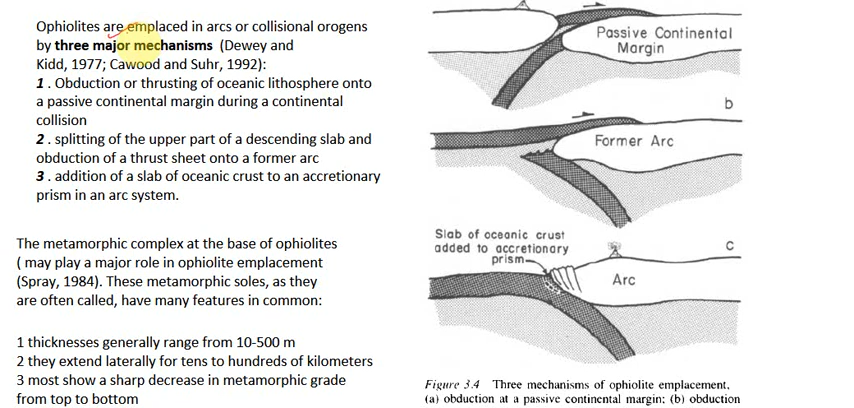 Ophiolites are emplaced in arcs or collisional orogens
by three major mechanisms (Dewey and
Kidd, 1977; Cawood and Suhr, 1992):
1 . Obduction or thrusting of oceanic lithosphere onto
a passive continental margin during a continental
collision
2 . splitting of the upper part of a descending slab and
obduction of a thrust sheet onto a former arc
3 . addition of a slab of oceanic crust to an accretionary
prism in an arc system.
The metamorphic complex at the base of ophiolites
( may play a major role in ophiolite emplacement
(Spray, 1984). These metamorphic soles, as they
are often called, have many features in common:
1 thicknesses generally range from 10-500 m
2 they extend laterally for tens to hundreds of kilometers
3 most show a sharp decrease in metamorphic grade
from top to bottom
Passive Continental
Margin
b
Former Arc
Slab of oceanic crust
added to accretionary
prism
c
Arc
Figure 3.4 Three mechanisms of ophiolite emplacement,
(a) obduction at a passive continental margin; (b) obduction